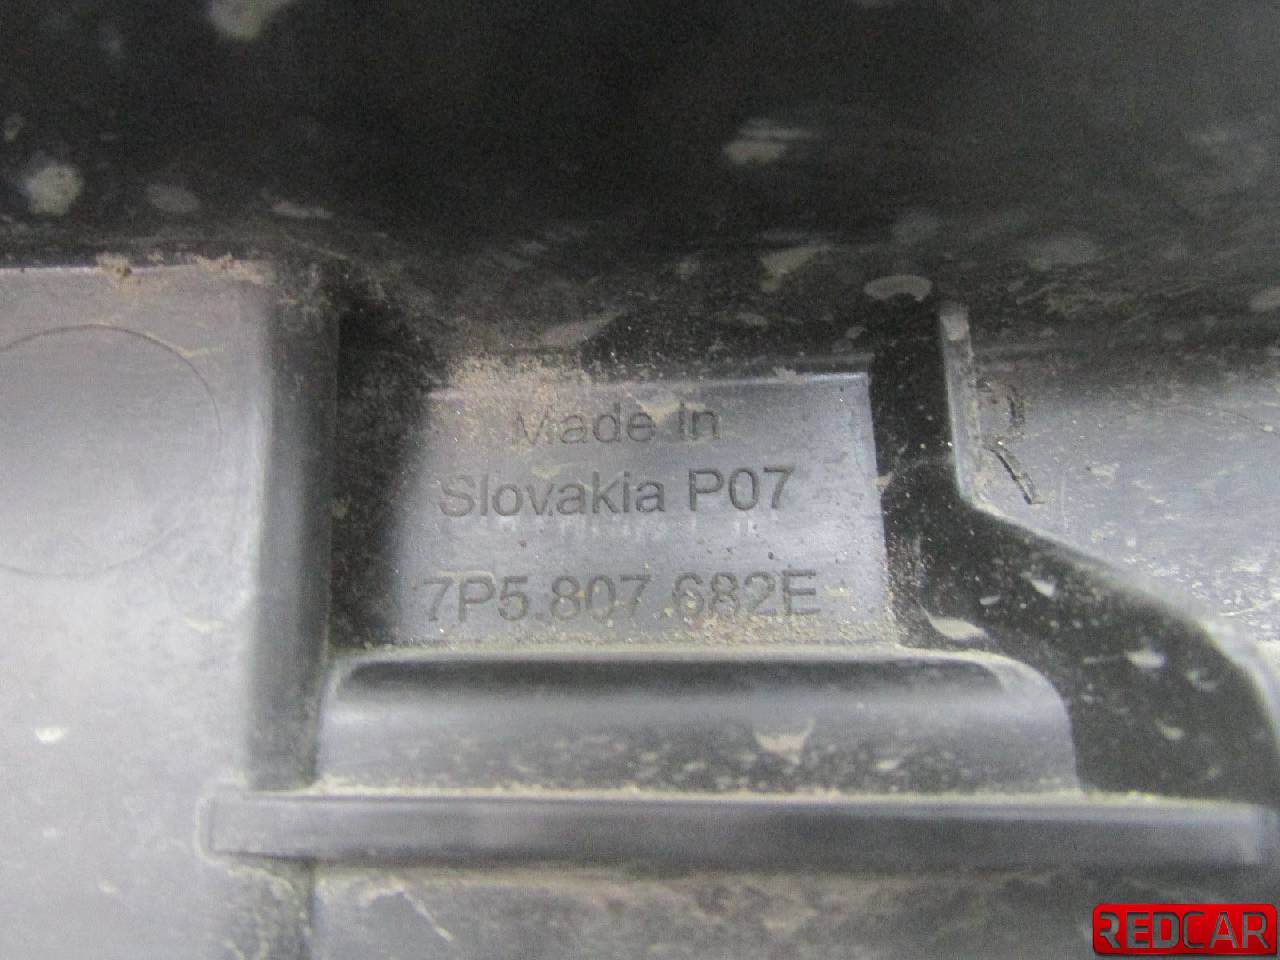 Made in
Slovakia P07
7P5.807.682E
R
REDCAR